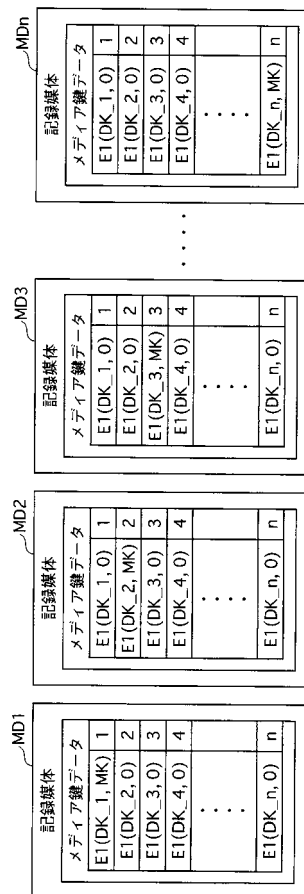 MD1
記録媒体
メディア鍵データ
E1(DK_1, MK) 1
E1(DK_2, 0) 2
E1(DK_3, 0) 3
E1(DK_4, 0) 4
・・・・
E1(DK_n, 0) n
MD2
記録媒体
メディア鍵データ
E1(DK_1, 0) 1
E1(DK_2, MK) 2
E1(DK_3, 0) 3
E1(DK_4, 0) 4
・・・・
E1(DK_n, 0) n
MD3
記録媒体
メディア鍵データ
E1(DK_1, 0) 1
E1(DK_2, 0) 2
E1(DK_3, MK) 3
E1(DK_4, 0) 4
・・・・
E1(DK_n, 0) n
・・・・
MDn
記録媒体
メディア鍵データ
E1(DK_1, 0) 1
E1(DK_2, 0) 2
E1(DK_3, 0) 3
E1(DK_4, 0) 4
・・・・
E1(DK_n, MK) n